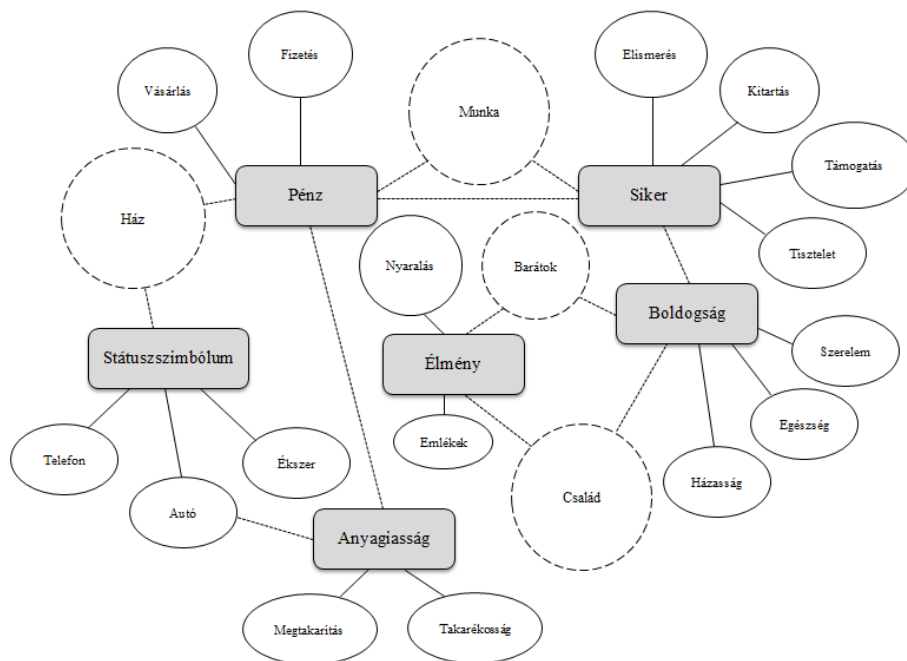 Fizetés
Elismerés
Vásárlás
Munka
Kitartás
Támogatás
Pénz
Siker
Ház
Tisztelet
Nyaralás
Barátok
Boldogság
Státuszszimbólum
Élmény
Szerelem
Egészség
Emlékek
Telefon
Ékszer
Házasság
Család
Autó
Anyagiasság
Megtakarítás
Takarékosság